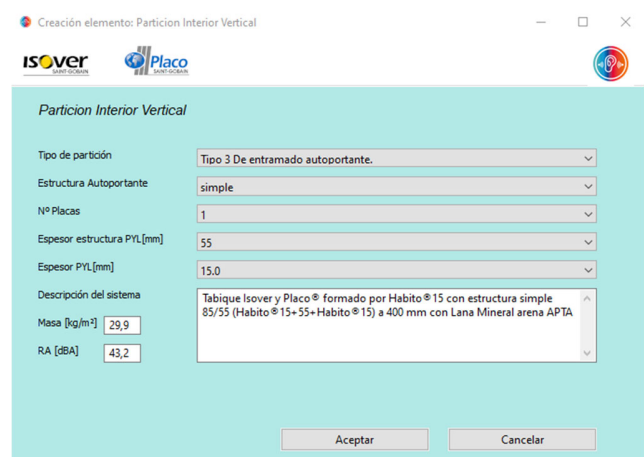 Creación elemento: Particion Interior Vertical
isover
SAINT-GOBAIN
Placo
SAINT-GOBAIN
Particion Interior Vertical
Tipo de partición
Tipo 3 De entramado autoportante.
Estructura Autoportante
simple
Nº Placas
1
Espesor estructura PYL[mm]
55
Espesor PYL[mm]
15.0
Descripción del sistema
Tabique Isover y Placo® formado por Habito®15 con estructura simple
85/55 (Habito®15+55+Habito®15) a 400 mm con Lana Mineral arena APTA
Masa [kg/m²] 29,9
RA [dBA] 43,2
Aceptar Cancelar